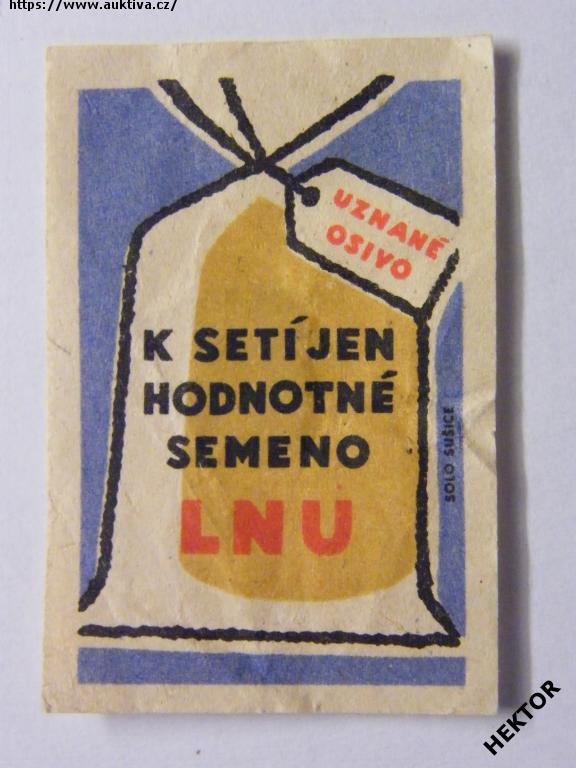 https://www.auktiva.cz/
UZNANÉ
OSIVO
K SETÍ JEN
HODNOTNÉ
SEMENO
LNU
SOLO SUŠICE
HEKTOR